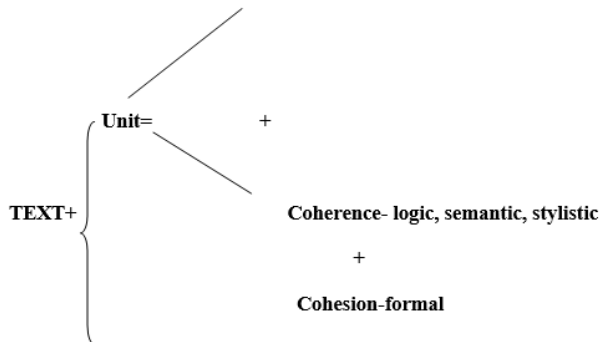 Unit= +
TEXT+ Coherence- logic, semantic, stylistic
+
Cohesion-formal